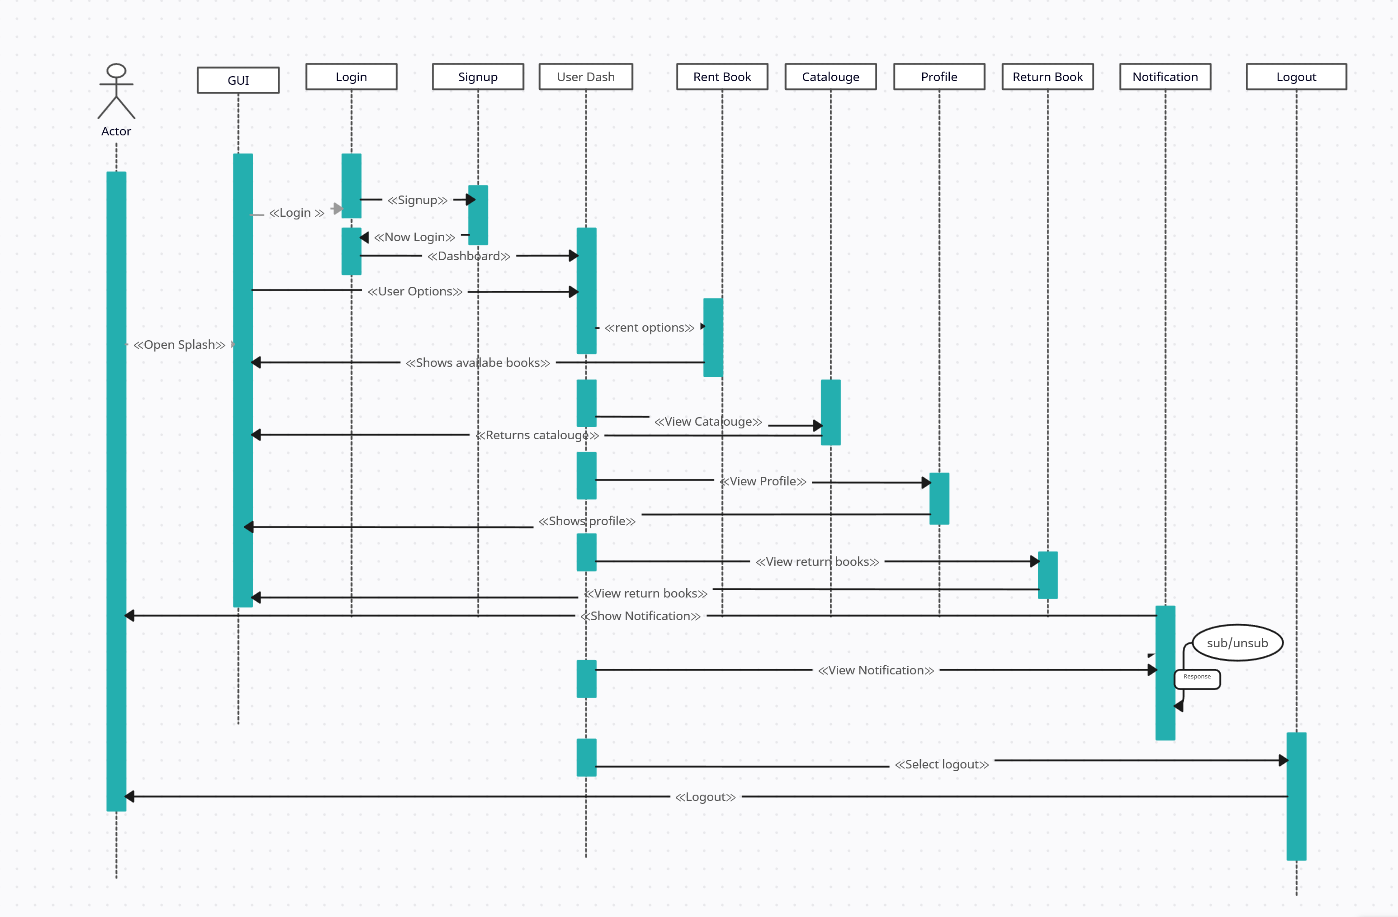 GUI
Login
Signup
User Dash
Rent Book
Catalouge
Profile
Return Book
Notification
Logout
Actor
≪Signup≫
≪Login ≫
≪Now Login≫
≪Dashboard≫
≪User Options≫
≪rent options≫
≪Open Splash≫
≪Shows availabe books≫
≪View Catalouge≫
≪Returns catalouge≫
≪View Profile≫
≪Shows profile≫
≪View return books≫
≪View return books≫
≪Show Notification≫
sub/unsub
≪View Notification≫
Response
≪Select logout≫
≪Logout≫